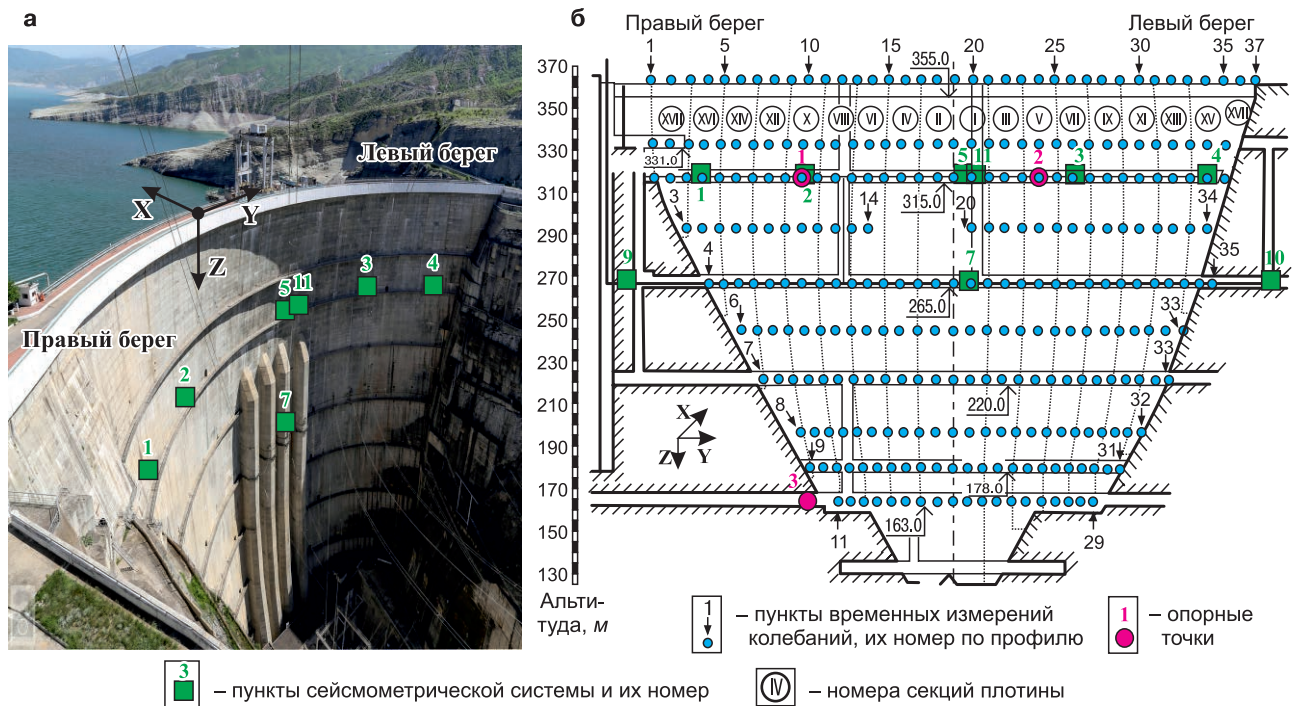 а
Левый берег
X
Y
Z
5
11
3
4
Правый берег
2
7
1
б
Правый берег
Левый берег
1
5
10
15
20
25
30
35
37
370
350
330
310
290
270
250
230
210
190
170
150
130
Альти-
туда, м
355.0
XVIII
XVI
XIV
XII
X
VIII
VI
IV
II
I
III
V
VII
IX
XI
XIII
XV
XVII
331.0
1
5
11
2
3
4
1
2
315.0
3
14
20
34
9
4
7
35
10
265.0
6
33
7
33
220.0
X
Z
Y
8
32
9
31
178.0
3
163.0
11
29
1
– пункты временных измерений
колебаний, их номер по профилю
1
– опорные
точки
3
– пункты сейсмометрической системы и их номер
IV
– номера секций плотины